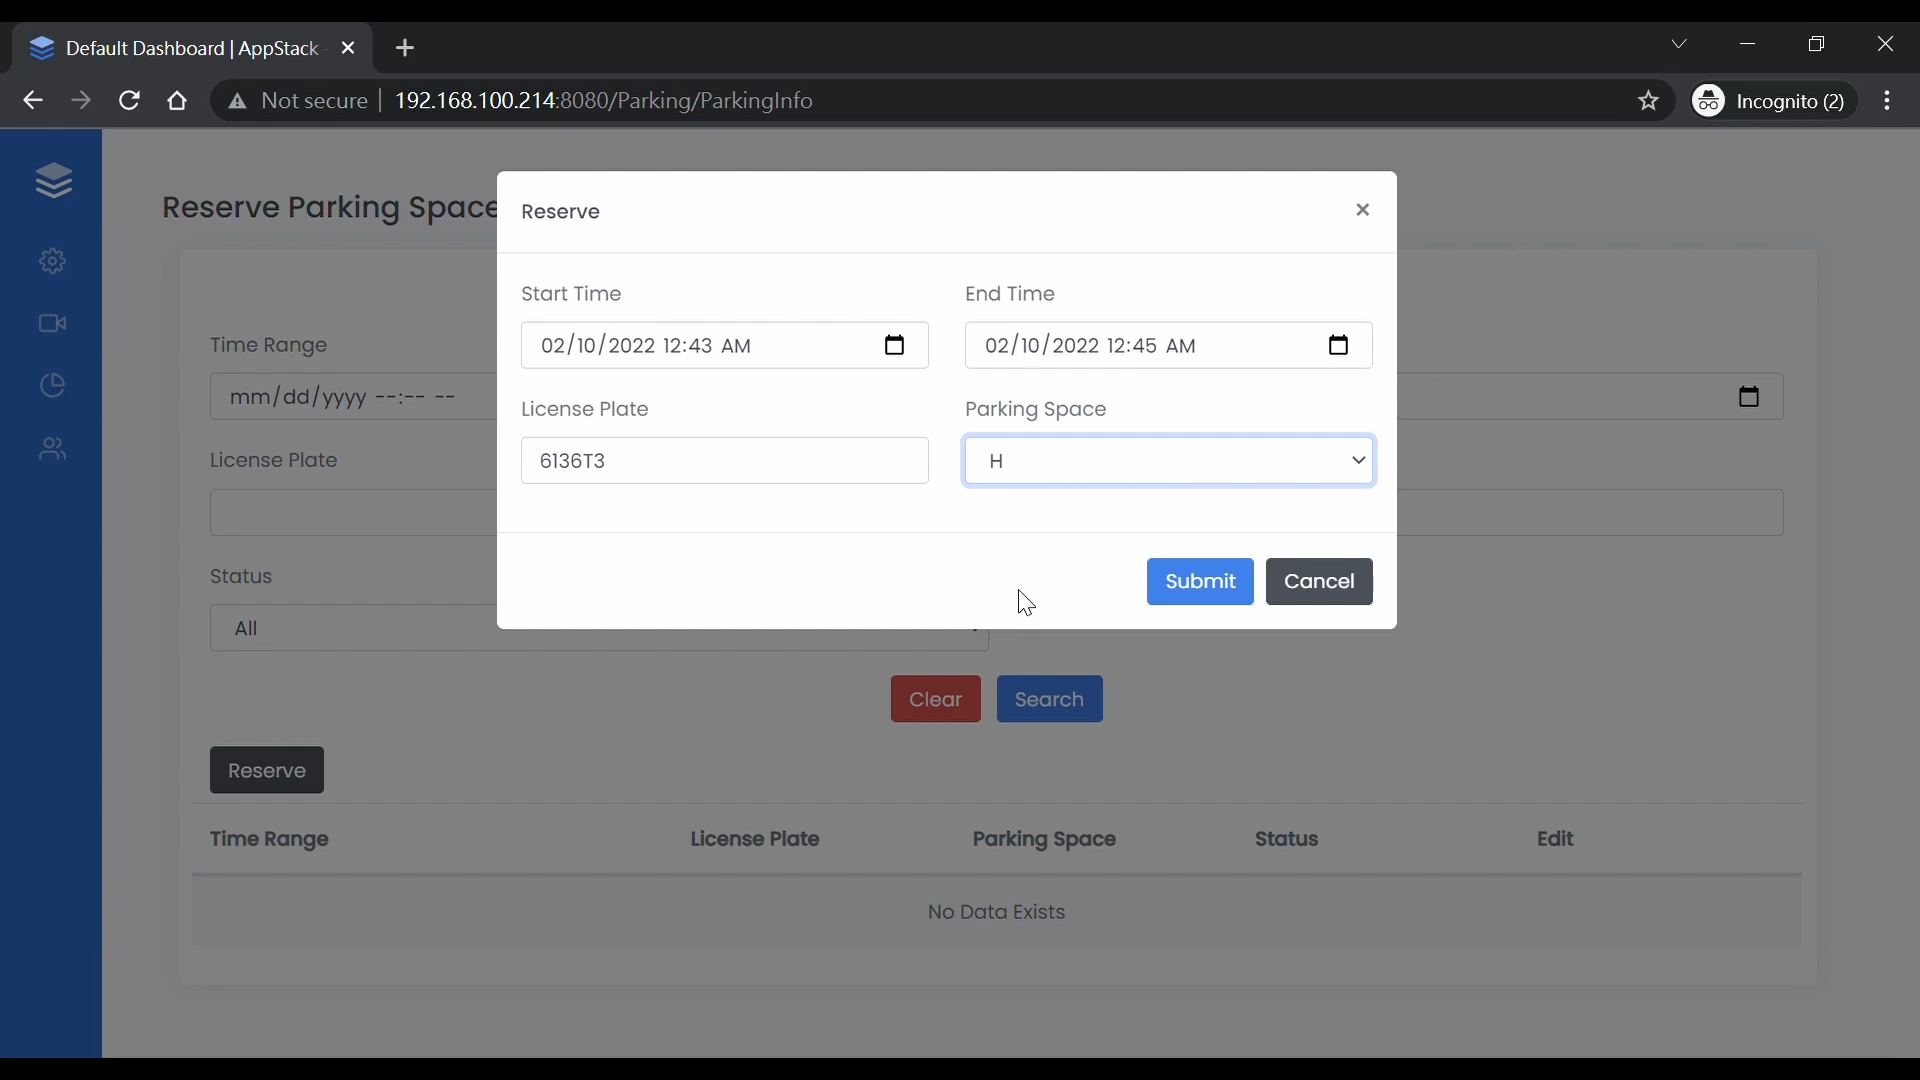 Default Dashboard | AppStack
Not secure 192.168.100.214:8080/Parking/ParkingInfo
Incognito (2)
Reserve Parking Space
Reserve
×
Start Time
End Time
02/10/2022 12:43 AM
02/10/2022 12:45 AM
License Plate
Parking Space
6136T3
H
Submit
Cancel
Time Range
mm/dd/yyyy --:-- --
License Plate
Status
All
Clear
Search
Reserve
Time Range License Plate Parking Space Status Edit
No Data Exists